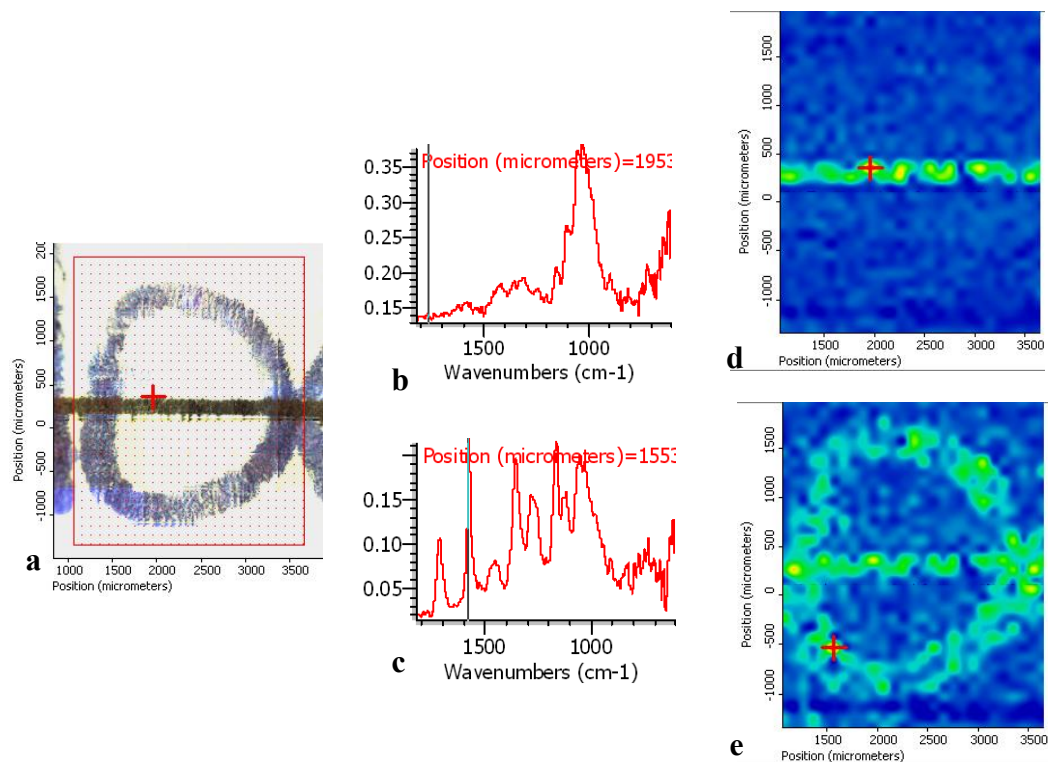 200
1500
1000
500
0
-500
-1000
Position (micrometers)
1000 1500 2000 2500 3000 3500
Position (micrometers)
a
Position (micrometers)=1953
0.35
0.30
0.25
0.20
0.15
1500 1000
Wavenumbers (cm-1)
b
Position (micrometers)=1553
0.15
0.10
0.05
1500 1000
Wavenumbers (cm-1)
c
1500
1000
500
0
-500
-1000
Position (micrometers)
1500 2000 2500 3000 3500
Position (micrometers)
d
1500
1000
500
0
-500
-1000
Position (micrometers)
1500 2000 2500 3000 3500
Position (micrometers)
e